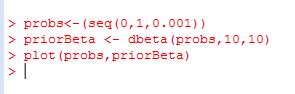 > probs<-(seq(0,1,0.001))
> priorBeta <- dbeta(probs,10,10)
> plot(probs,priorBeta)
>